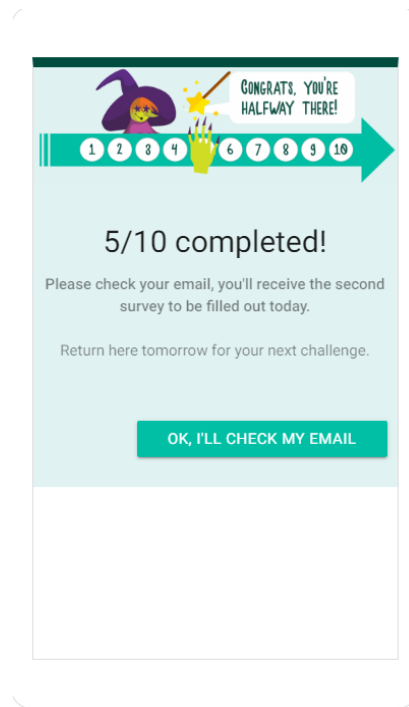 CONGRATS, YOU'RE
HALFWAY THERE!
1 2 3 4 6 7 8 9 10
5/10 completed!
Please check your email, you'll receive the second
survey to be filled out today.
Return here tomorrow for your next challenge.
OK, I'LL CHECK MY EMAIL